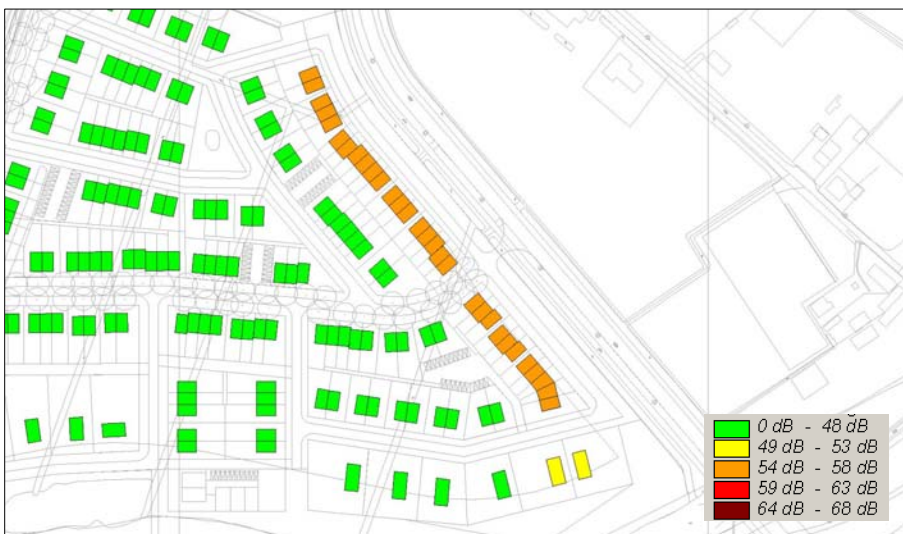 0 dB - 48 dB
49 dB - 53 dB
54 dB - 58 dB
59 dB - 63 dB
64 dB - 68 dB